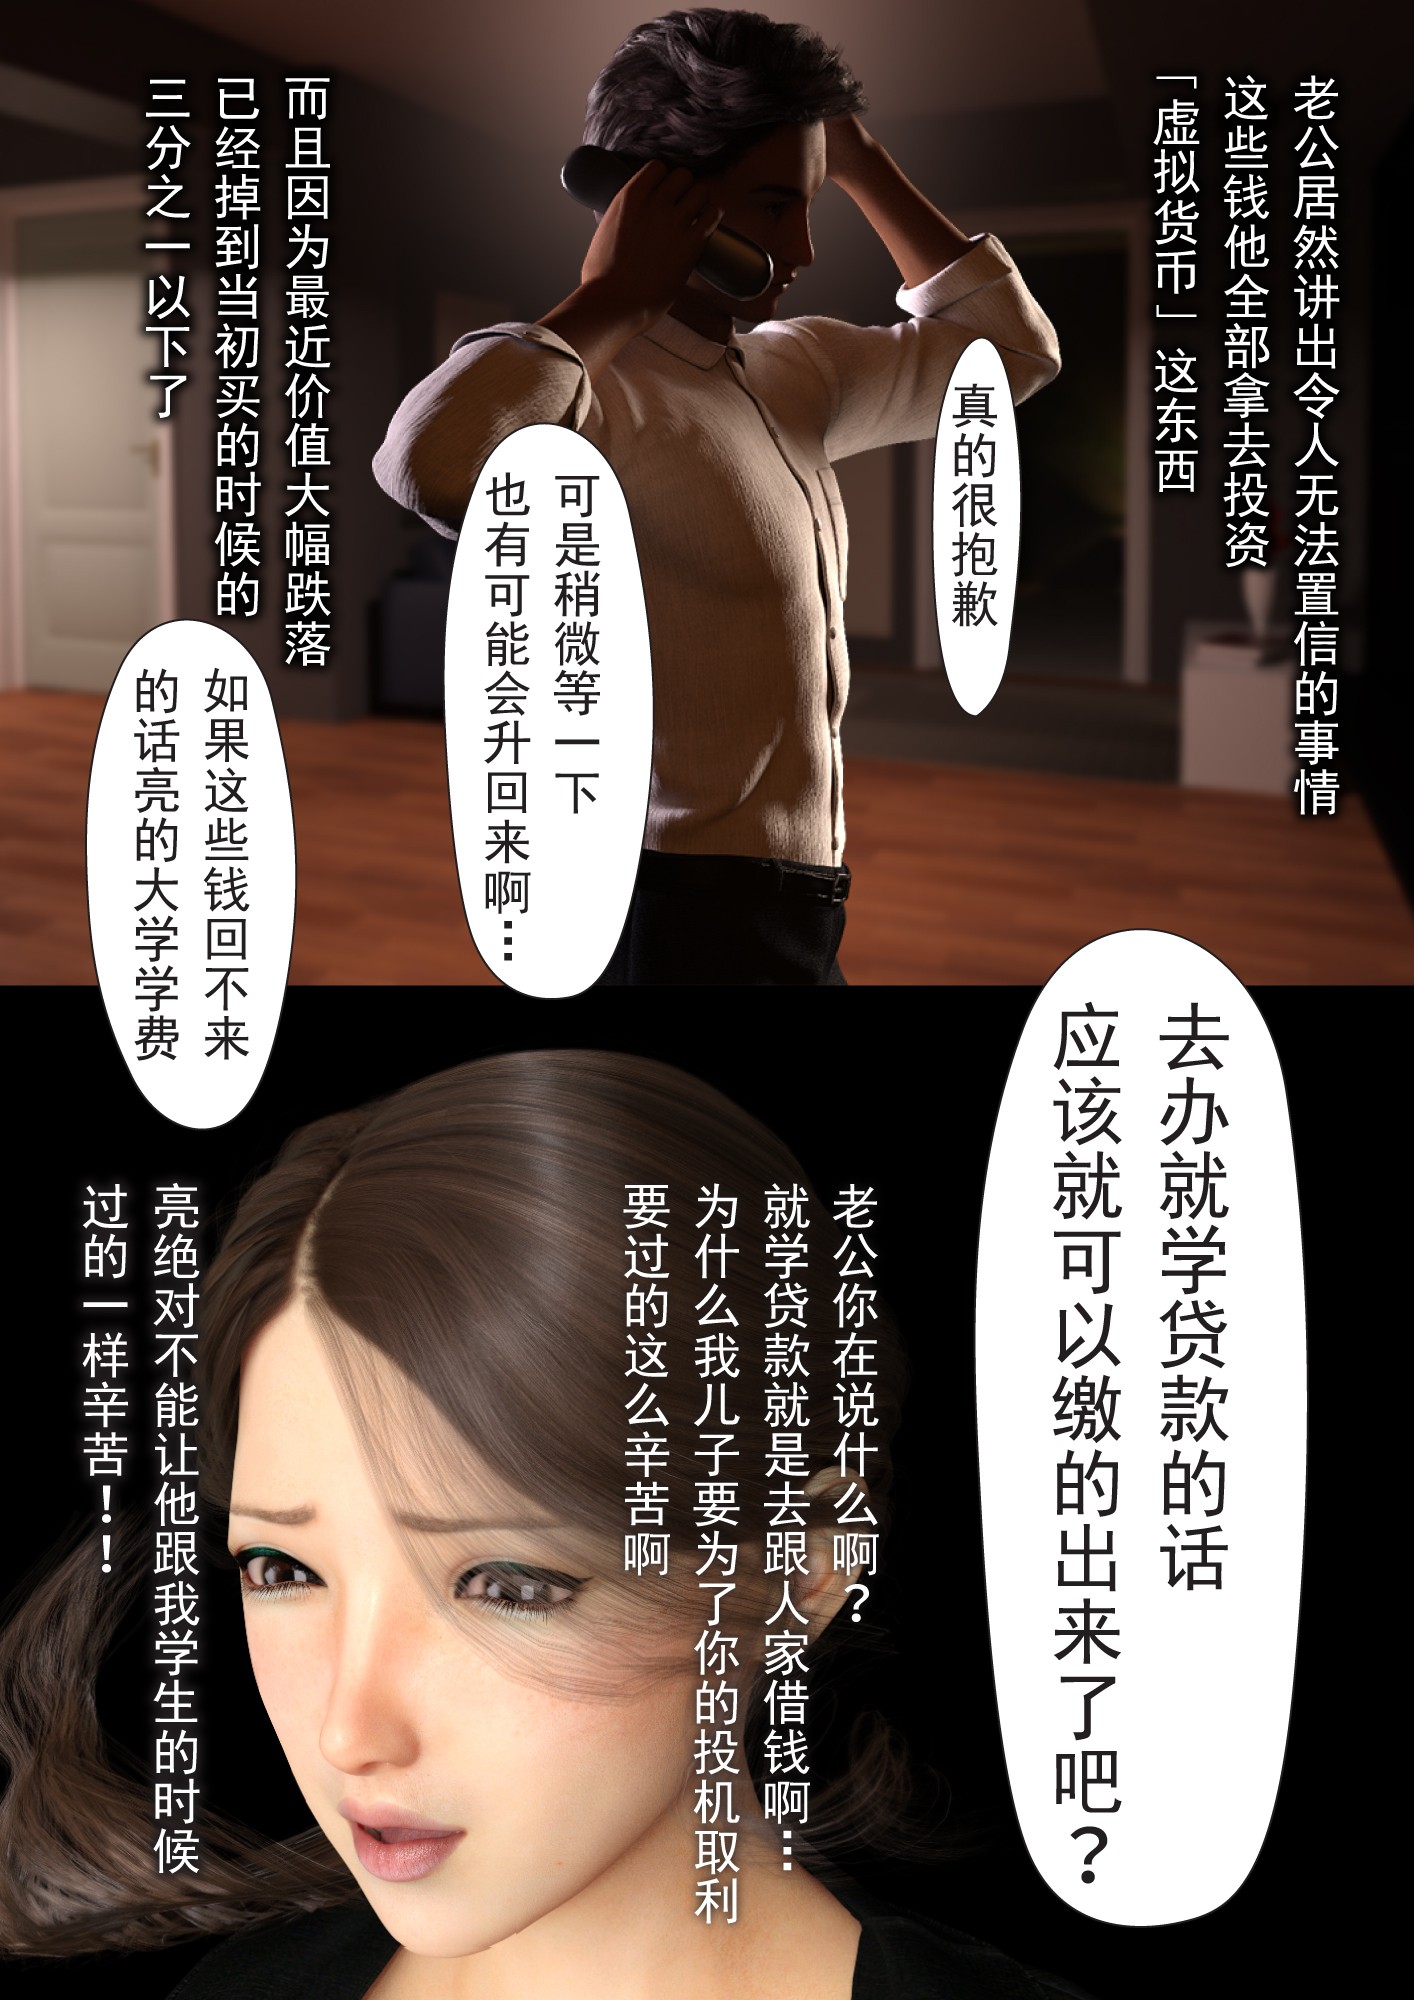 老公居然讲出令人无法置信的事情
这些钱他全部拿去投资
「虚拟货币」这东西
真的很抱歉
可是稍微等一下
也有可能会升回来啊…
而且因为最近价值大幅跌落
已经掉到当初买的时候的
三分之一以下了
如果这些钱回不来
的话亮的大学学费
去办就学贷款的话
应该就可以缴的出来了吧？
老公你在说什么啊？
就学贷款就是去跟人家借钱啊…
为什么我儿子要为了你的投机取利
要过的这么辛苦啊
亮绝对不能让他跟我学生的时候
过的一样辛苦！！